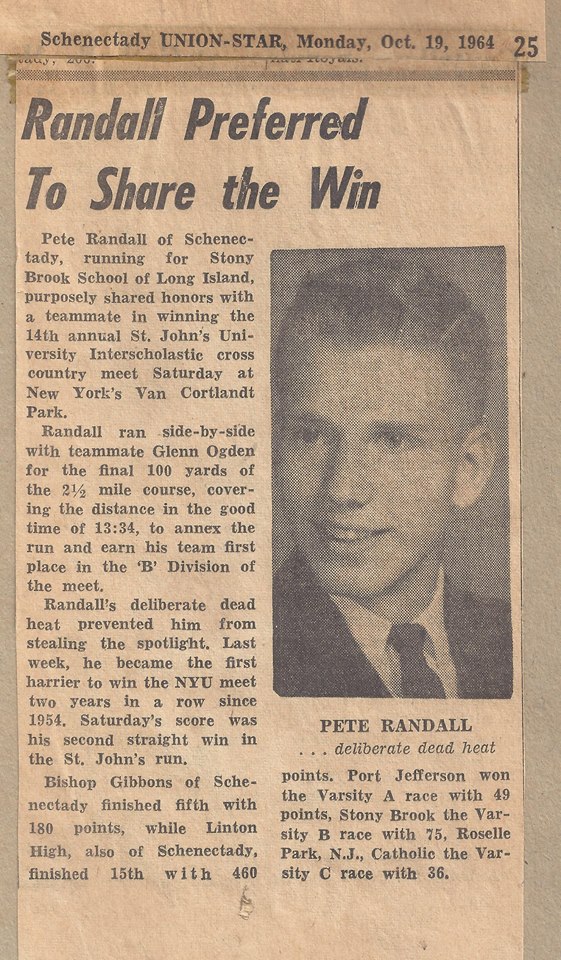 Schenectady UNION-STAR, Monday, Oct. 19, 1964 25
Randall Preferred
To Share the Win
Pete Randall of Schenec-
tady, running for Stony
Brook School of Long Island,
purposely shared honors with
a teammate in winning the
14th annual St. John's Uni-
versity Interscholastic cross
country meet Saturday at
New York's Van Cortlandt
Park.
Randall ran side-by-side
with teammate Glenn Ogden
for the final 100 yards of
the 2½ mile course, cover-
ing the distance in the good
time of 13:34, to annex the
run and earn his team first
place in the 'B' Division of
the meet.
Randall's deliberate dead
heat prevented him from
stealing the spotlight. Last
week, he became the first
harrier to win the NYU meet
two years in a row since
1954. Saturday's score was
his second straight win in
the St. John's run.
Bishop Gibbons of Sche-
nectady finished fifth with
180 points, while Linton
High, also of Schenectady,
finished 15th with 460
PETE RANDALL
. . . deliberate dead heat
points. Port Jefferson won
the Varsity A race with 49
points, Stony Brook the Var-
sity B race with 75, Roselle
Park, N.J., Catholic the Var-
sity C race with 36.